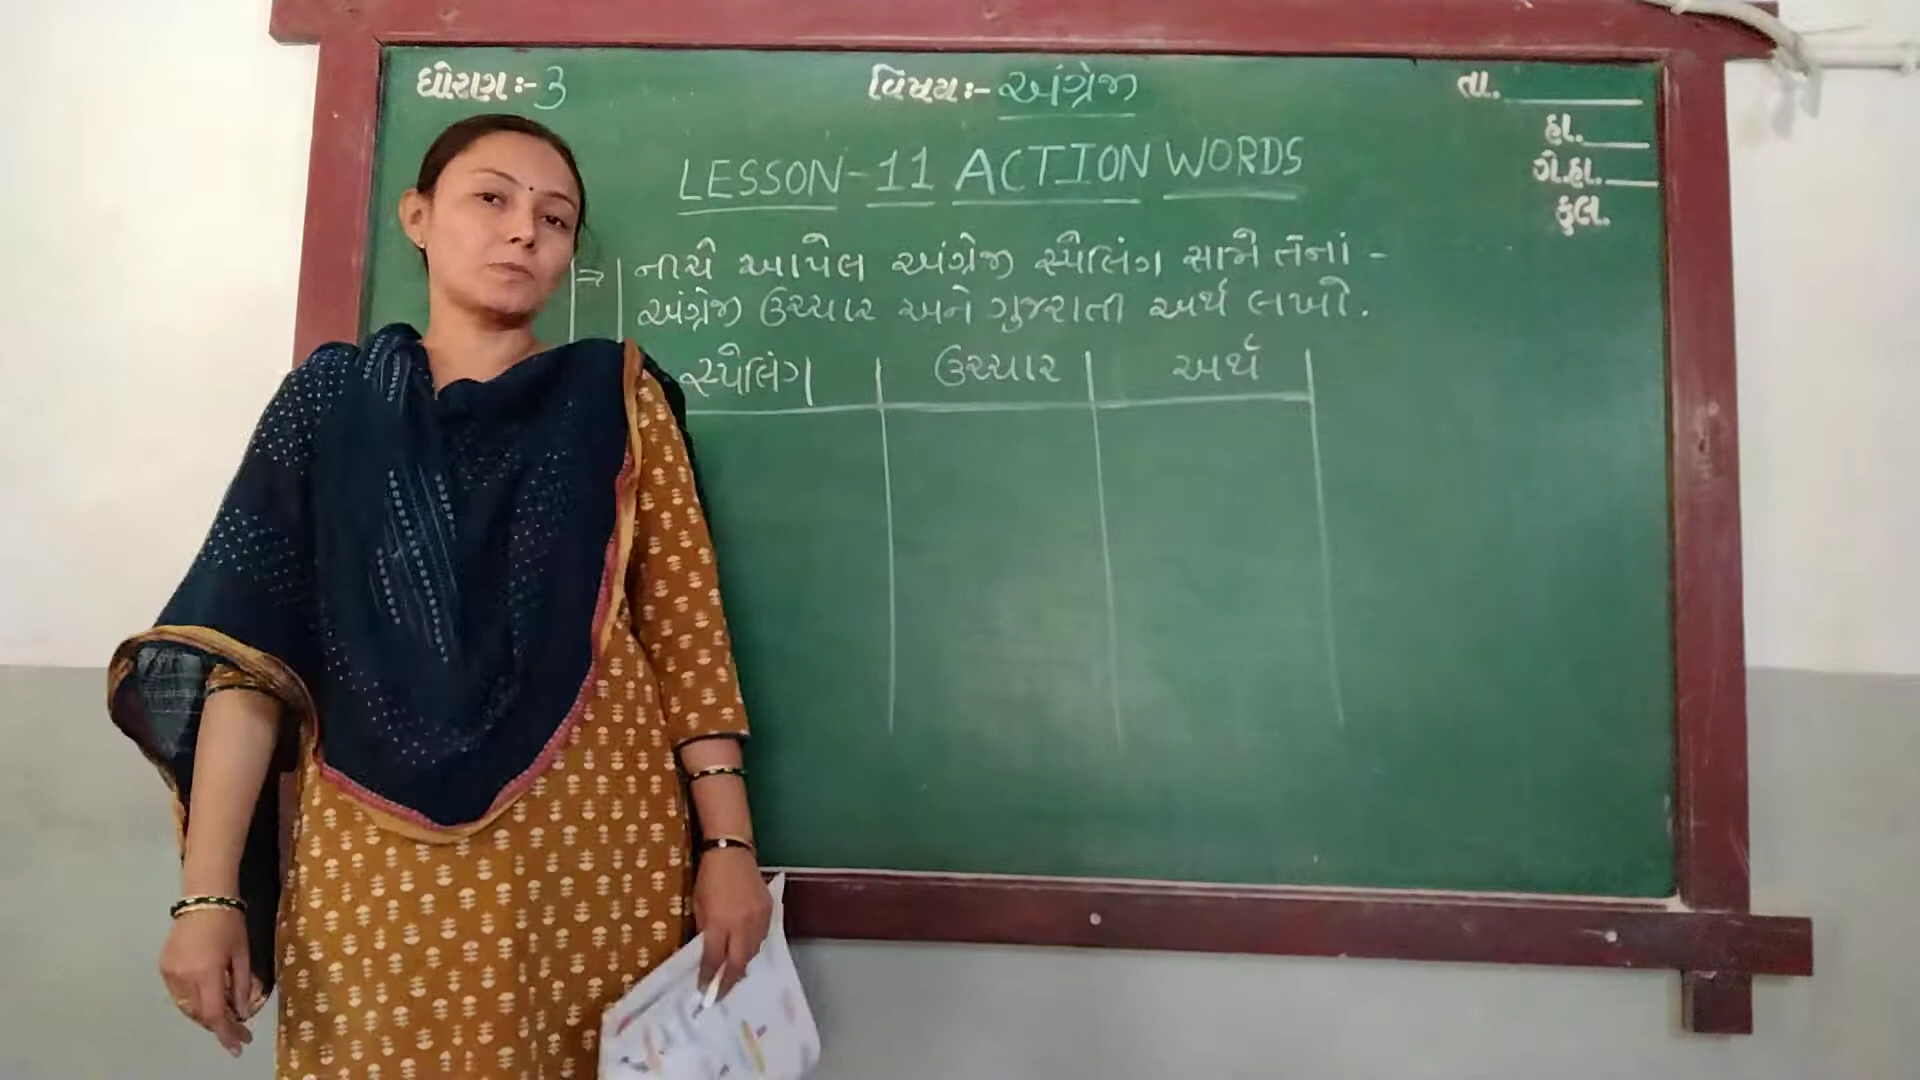 ધોરણ:- 3 વિષય:- અંગ્રેજી તા.
હા.
ગે.હા.
કુલ.
LESSON-11 ACTION WORDS
⇒ નીચે આપેલ અંગ્રેજી સ્પેલિંગ સામે તેનાં -
અંગ્રેજી ઉચ્ચાર અને ગુજરાતી અર્થ લખો.
સ્પેલિંગ ઉચ્ચાર અર્થ